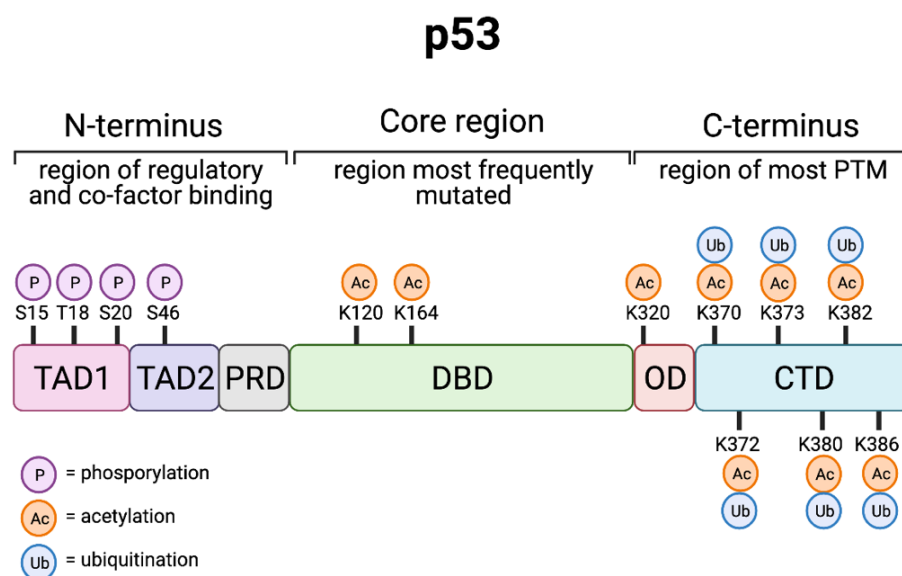 p53
N-terminus
Core region
C-terminus
region of regulatory
and co-factor binding
region most frequently
mutated
region of most PTM
Ub Ub Ub
P P P P Ac Ac Ac Ac Ac Ac
S15 T18 S20 S46 K120 K164 K320 K370 K373 K382
TAD1 TAD2 PRD DBD OD CTD
K372 K380 K386
Ac Ac Ac
Ub Ub Ub
P = phosporylation
Ac = acetylation
Ub = ubiquitination